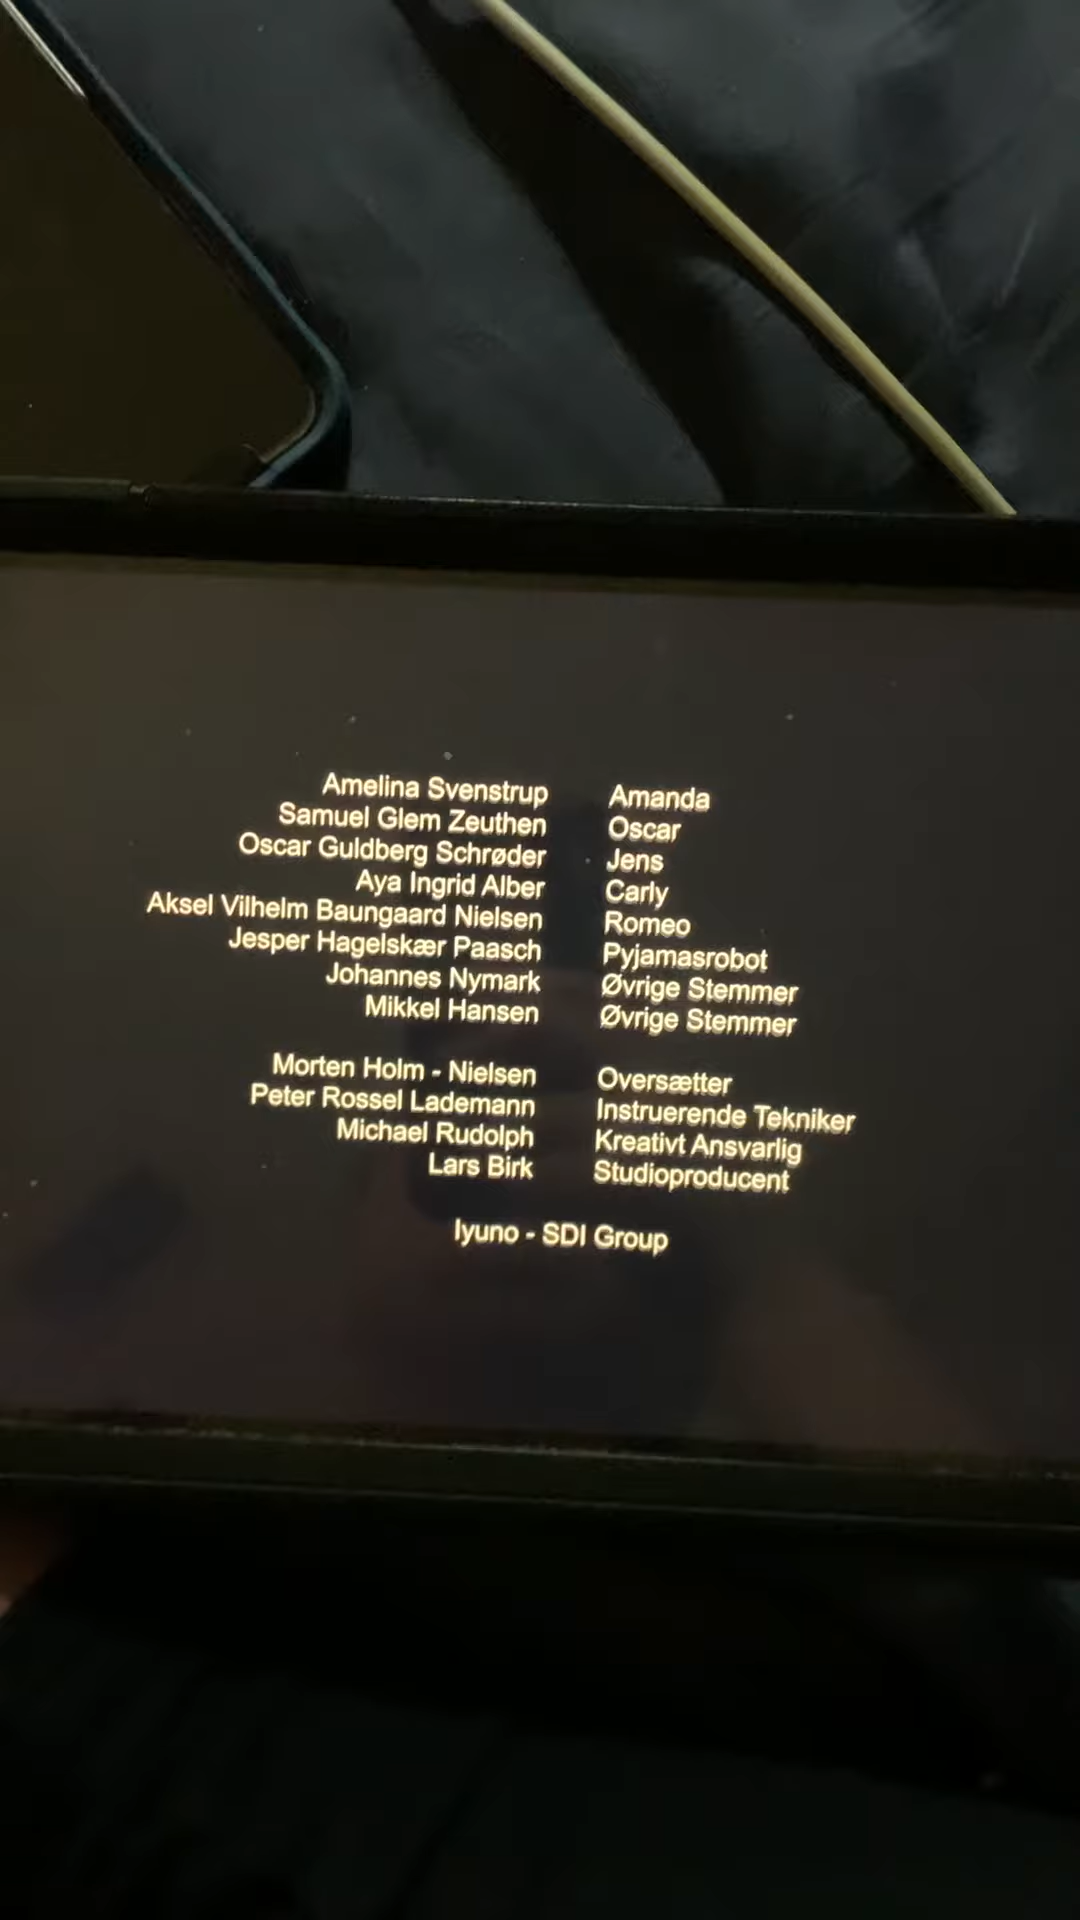 Amelina Svenstrup Amanda
Samuel Glem Zeuthen Oscar
Oscar Guldberg Schrøder Jens
Aya Ingrid Alber Carly
Aksel Vilhelm Baungaard Nielsen Romeo
Jesper Hagelskær Paasch Pyjamasrobot
Johannes Nymark Øvrige Stemmer
Mikkel Hansen Øvrige Stemmer
Morten Holm - Nielsen Oversætter
Peter Rossel Lademann Instruerende Tekniker
Michael Rudolph Kreativt Ansvarlig
Lars Birk Studioproducent
Iyuno - SDI Group